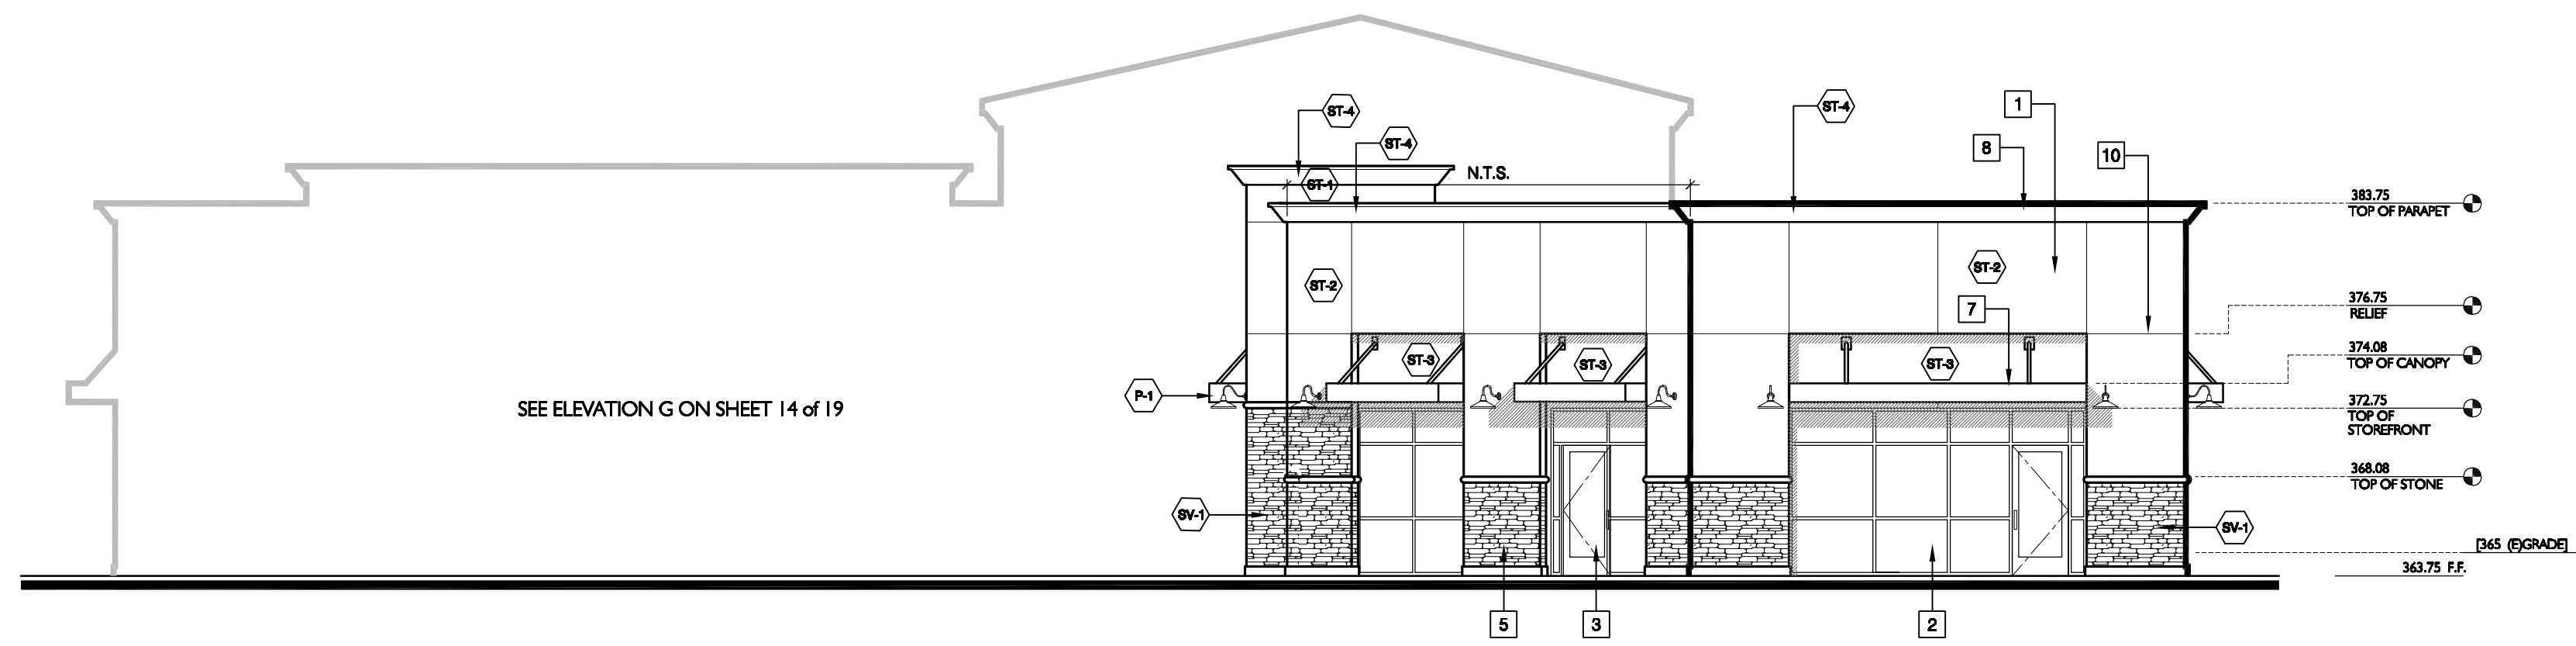 ST-4
ST-4
ST-4
1
8
10
N.T.S.
ST-1
383.75
TOP OF PARAPET
ST-2
ST-2
7
376.75
RELIEF
374.08
TOP OF CANOPY
ST-3
ST-3
ST-3
P-1
SEE ELEVATION G ON SHEET 14 of 19
372.75
TOP OF
STOREFRONT
368.08
TOP OF STONE
SV-1
SV-1
[365 (E)GRADE]
363.75 F.F.
5
3
2